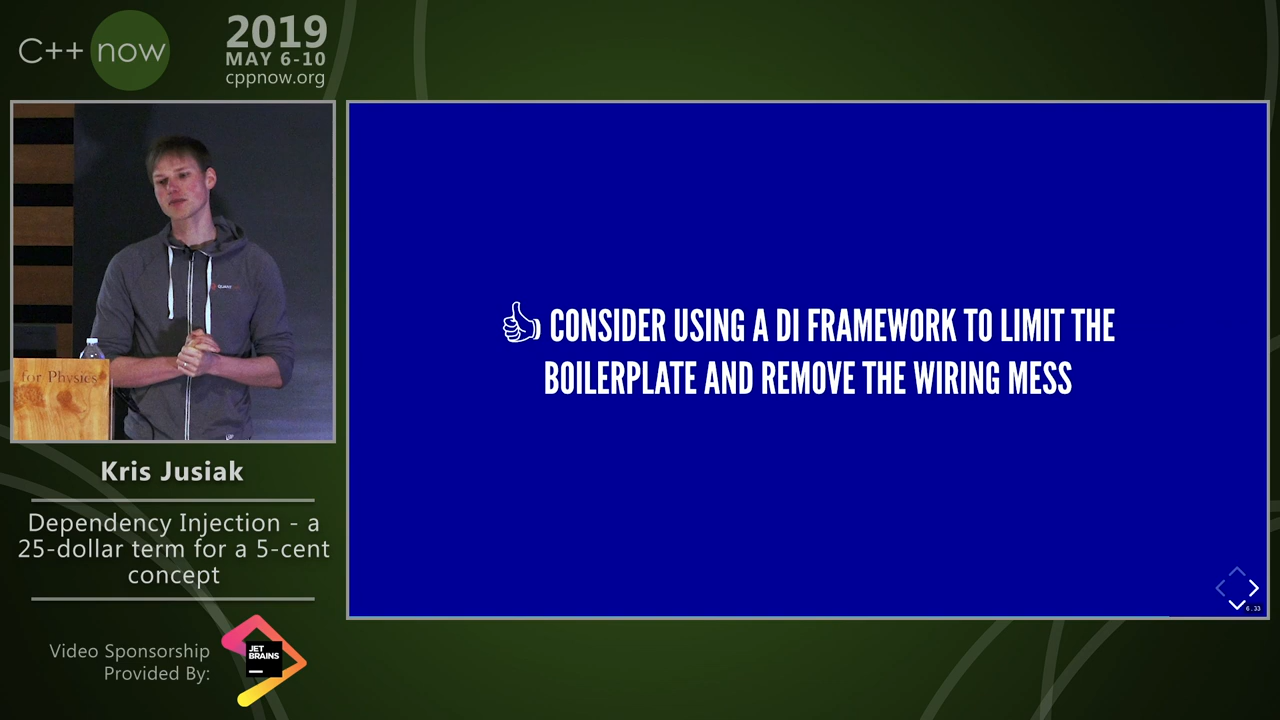 C++ now
2019
MAY 6-10
cppnow.org
for Physics
Kris Jusiak
Dependency Injection - a
25-dollar term for a 5-cent
concept
Video Sponsorship
Provided By:
JET
BRAINS
👍 CONSIDER USING A DI FRAMEWORK TO LIMIT THE
BOILERPLATE AND REMOVE THE WIRING MESS
6.33